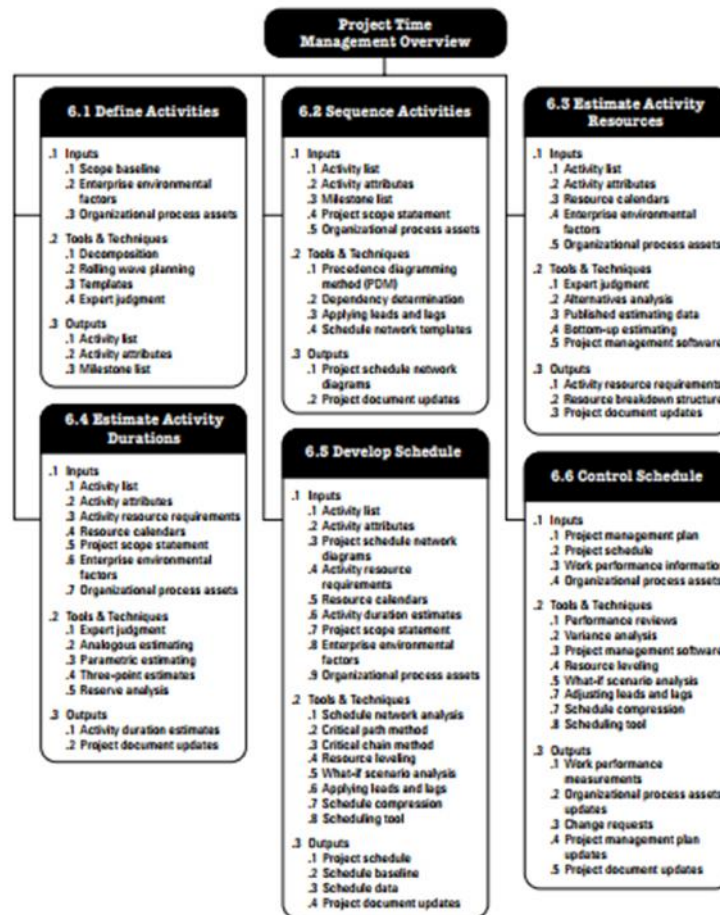 Project Time
Management Overview
6.1 Define Activities
.1 Inputs
.1 Scope baseline
.2 Enterprise environmental
factors
.3 Organizational process assets
.2 Tools & Techniques
.1 Decomposition
.2 Rolling wave planning
.3 Templates
.4 Expert judgment
.3 Outputs
.1 Activity list
.2 Activity attributes
.3 Milestone list
6.2 Sequence Activities
.1 Inputs
.1 Activity list
.2 Activity attributes
.3 Milestone list
.4 Project scope statement
.5 Organizational process assets
.2 Tools & Techniques
.1 Precedence diagramming
method (PDM)
.2 Dependency determination
.3 Applying leads and lags
.4 Schedule network templates
.3 Outputs
.1 Project schedule network
diagrams
.2 Project document updates
6.3 Estimate Activity
Resources
.1 Inputs
.1 Activity list
.2 Activity attributes
.3 Resource calendars
.4 Enterprise environmental
factors
.5 Organizational process assets
.2 Tools & Techniques
.1 Expert judgment
.2 Alternatives analysis
.3 Published estimating data
.4 Bottom-up estimating
.5 Project management software
.3 Outputs
.1 Activity resource requirements
.2 Resource breakdown structure
.3 Project document updates
6.4 Estimate Activity
Durations
.1 Inputs
.1 Activity list
.2 Activity attributes
.3 Activity resource requirements
.4 Resource calendars
.5 Project scope statement
.6 Enterprise environmental
factors
.7 Organizational process assets
.2 Tools & Techniques
.1 Expert judgment
.2 Analogous estimating
.3 Parametric estimating
.4 Three-point estimates
.5 Reserve analysis
.3 Outputs
.1 Activity duration estimates
.2 Project document updates
6.5 Develop Schedule
.1 Inputs
.1 Activity list
.2 Activity attributes
.3 Project schedule network
diagrams
.4 Activity resource
requirements
.5 Resource calendars
.6 Activity duration estimates
.7 Project scope statement
.8 Enterprise environmental
factors
.9 Organizational process assets
.2 Tools & Techniques
.1 Schedule network analysis
.2 Critical path method
.3 Critical chain method
.4 Resource leveling
.5 What-if scenario analysis
.6 Applying leads and lags
.7 Schedule compression
.8 Scheduling tool
.3 Outputs
.1 Project schedule
.2 Schedule baseline
.3 Schedule data
.4 Project document updates
6.6 Control Schedule
.1 Inputs
.1 Project management plan
.2 Project schedule
.3 Work performance information
.4 Organizational process assets
.2 Tools & Techniques
.1 Performance reviews
.2 Variance analysis
.3 Project management software
.4 Resource leveling
.5 What-if scenario analysis
.7 Adjusting leads and lags
.7 Schedule compression
.8 Scheduling tool
.3 Outputs
.1 Work performance
measurements
.2 Organizational process assets
updates
.3 Change requests
.4 Project management plan
updates
.5 Project document updates